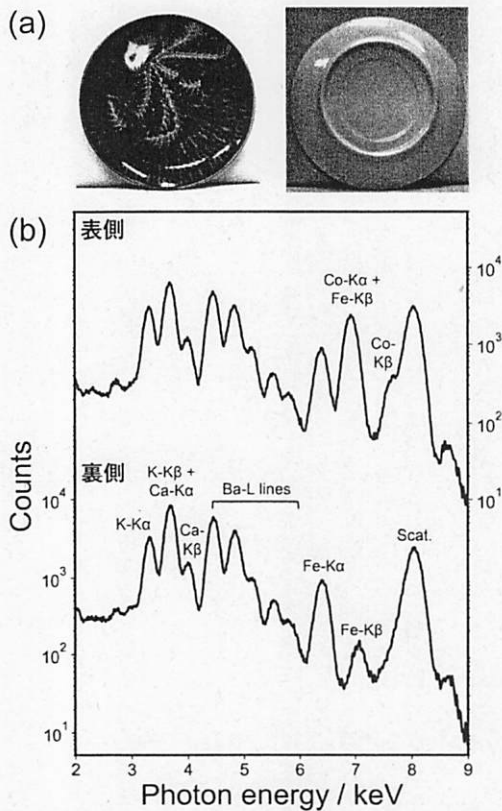 (a)
(b)
表側
Co-Kα +
Fe-Kβ
Co-
Kβ
10⁴
10³
10²
10¹
裏側
K-Kβ +
Ca-Kα
K-Kα
Ca-
Kβ
Ba-L lines
Fe-Kα
Fe-Kβ
Scat.
10⁴
10³
10²
10¹
Counts
2 3 4 5 6 7 8 9
Photon energy / keV